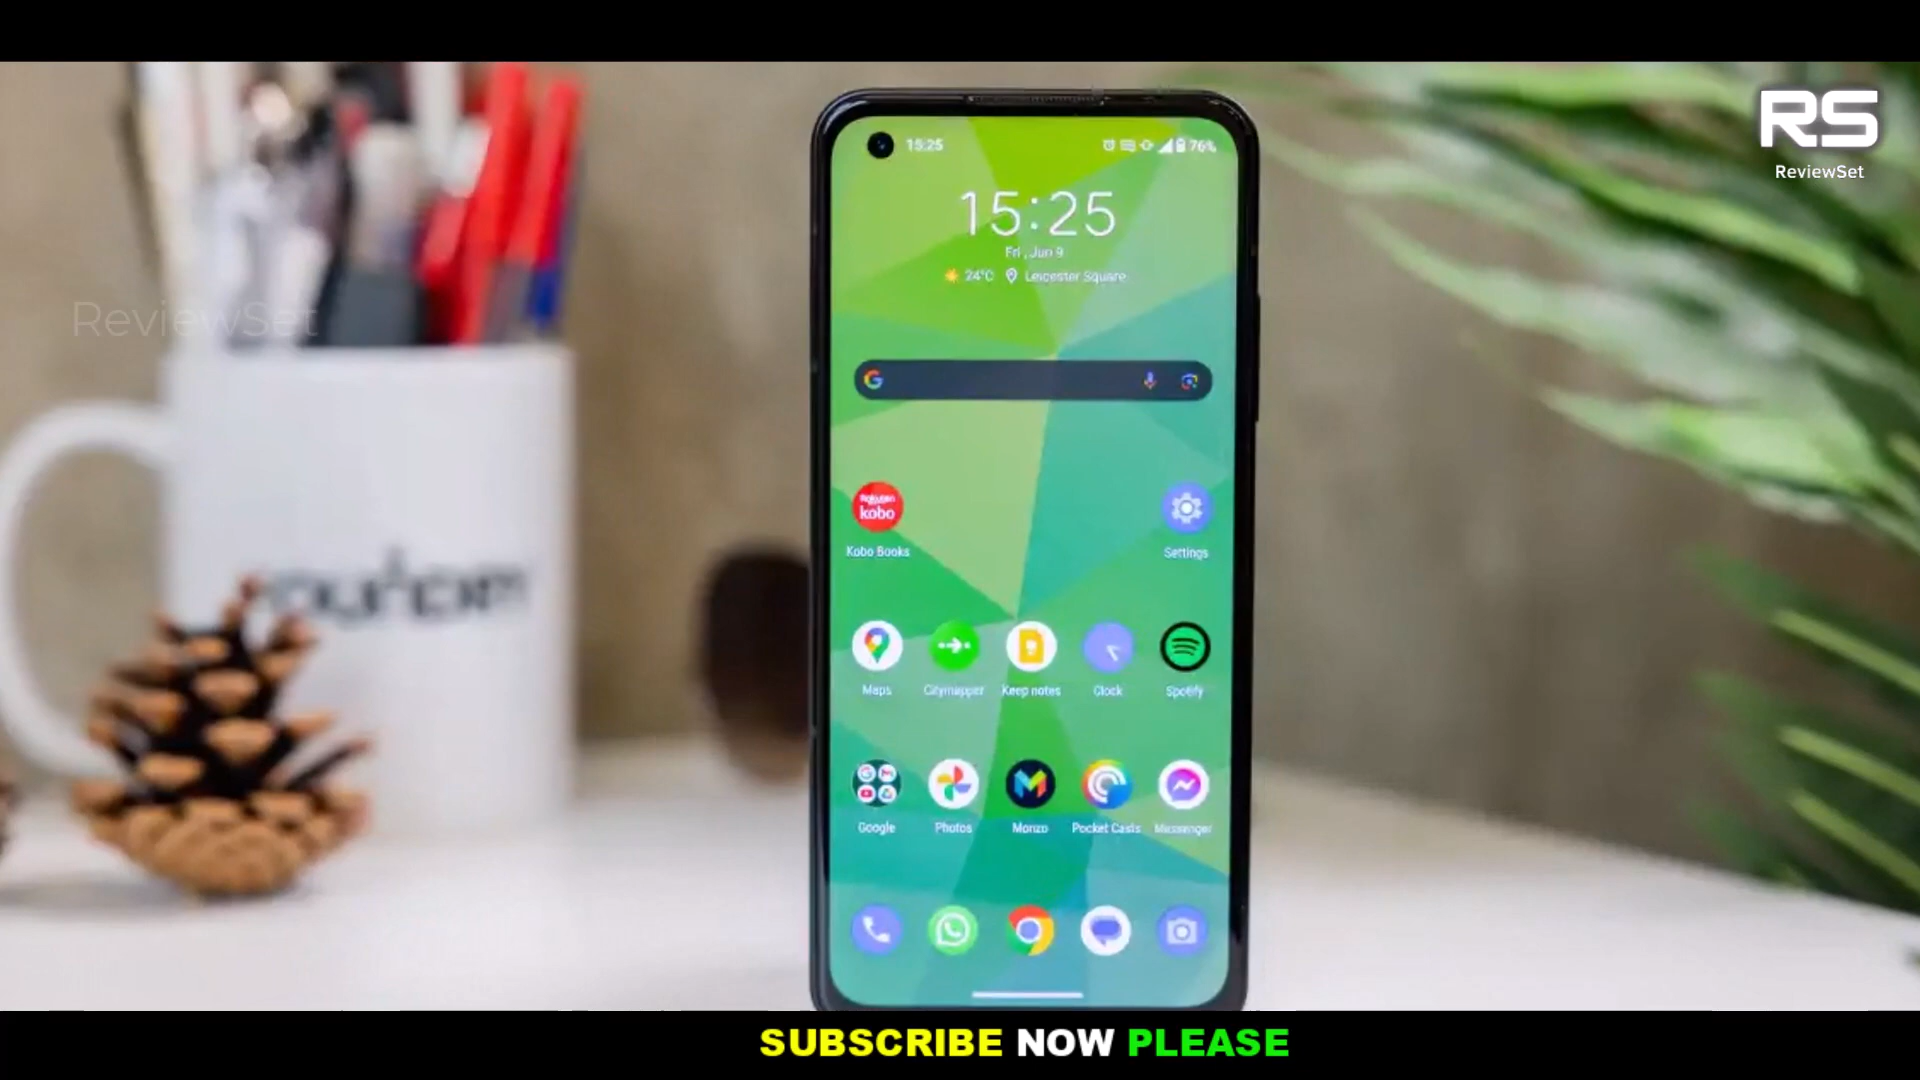 RS
ReviewSet
15:25
76%
15:25
Fri, Jun 9
24°C Leicester Square
ReviewSet
G
Rakuten
kobo
Kobo Books
Settings
Maps
Citymapper
Keep notes
Clock
Spotify
Google
Photos
Monzo
Pocket Casts
Messenger
SUBSCRIBE NOW PLEASE